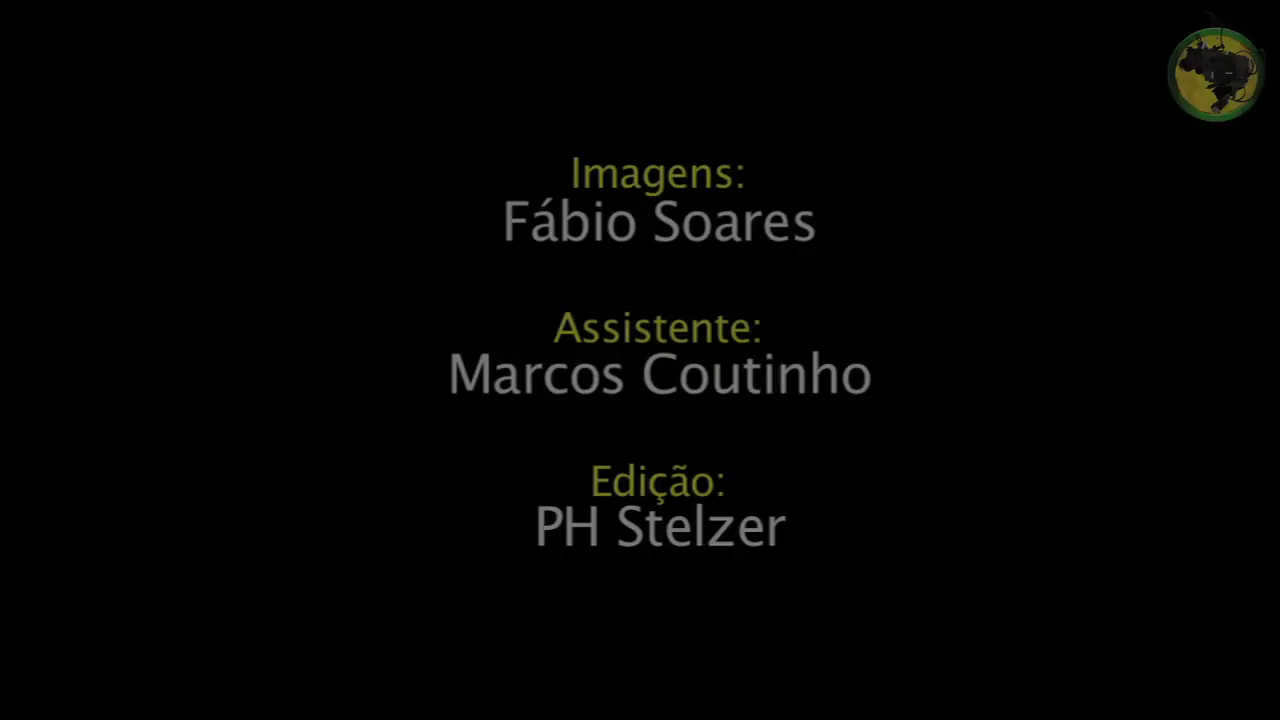 Imagens:
Fábio Soares
Assistente:
Marcos Coutinho
Edição:
PH Stelzer